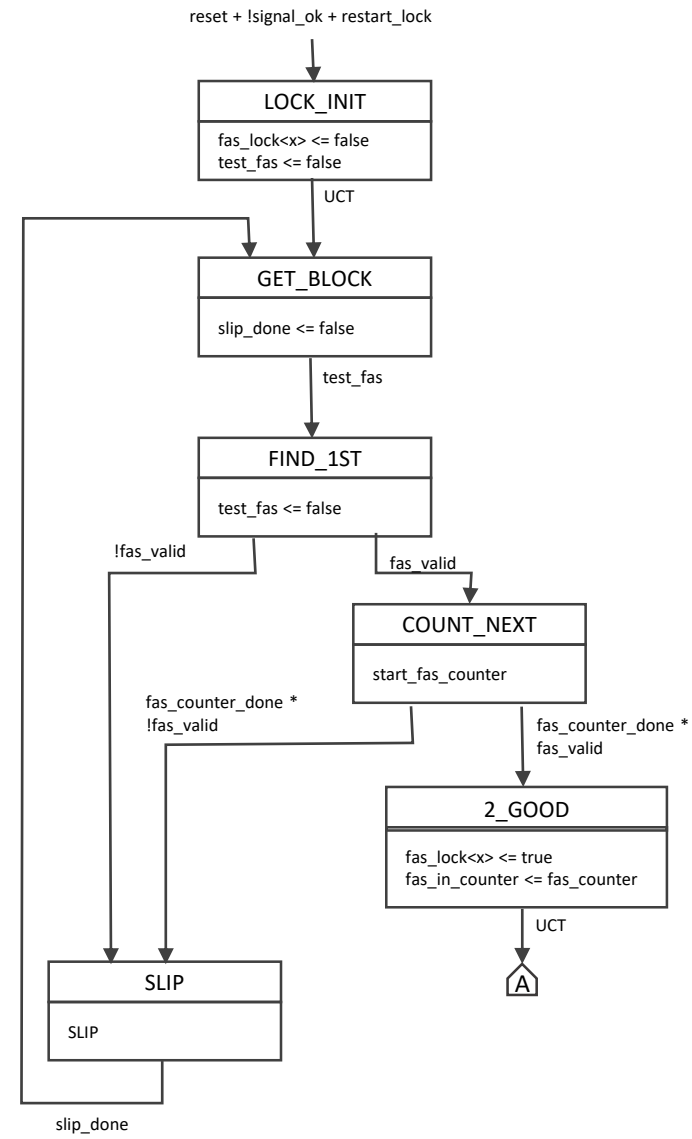 reset + !signal_ok + restart_lock
LOCK_INIT
fas_lock<x> <= false
test_fas <= false
UCT
GET_BLOCK
slip_done <= false
test_fas
FIND_1ST
test_fas <= false
!fas_valid
fas_valid
COUNT_NEXT
start_fas_counter
fas_counter_done *
!fas_valid
fas_counter_done *
fas_valid
2_GOOD
fas_lock<x> <= true
fas_in_counter <= fas_counter
UCT
A
SLIP
SLIP
slip_done